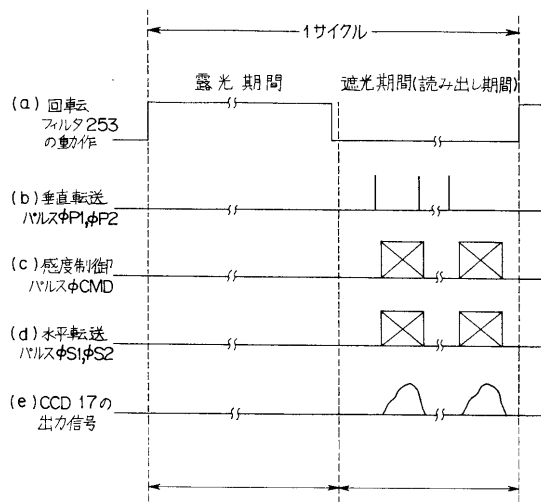 1サイクル
露光期間
遮光期間(読み出し期間)
(a) 回転
フィルタ253
の動作
(b) 垂直転送
パルスφP1,φP2
(c) 感度制御
パルスφCMD
(d) 水平転送
パルスφS1,φS2
(e) CCD 17の
出力信号